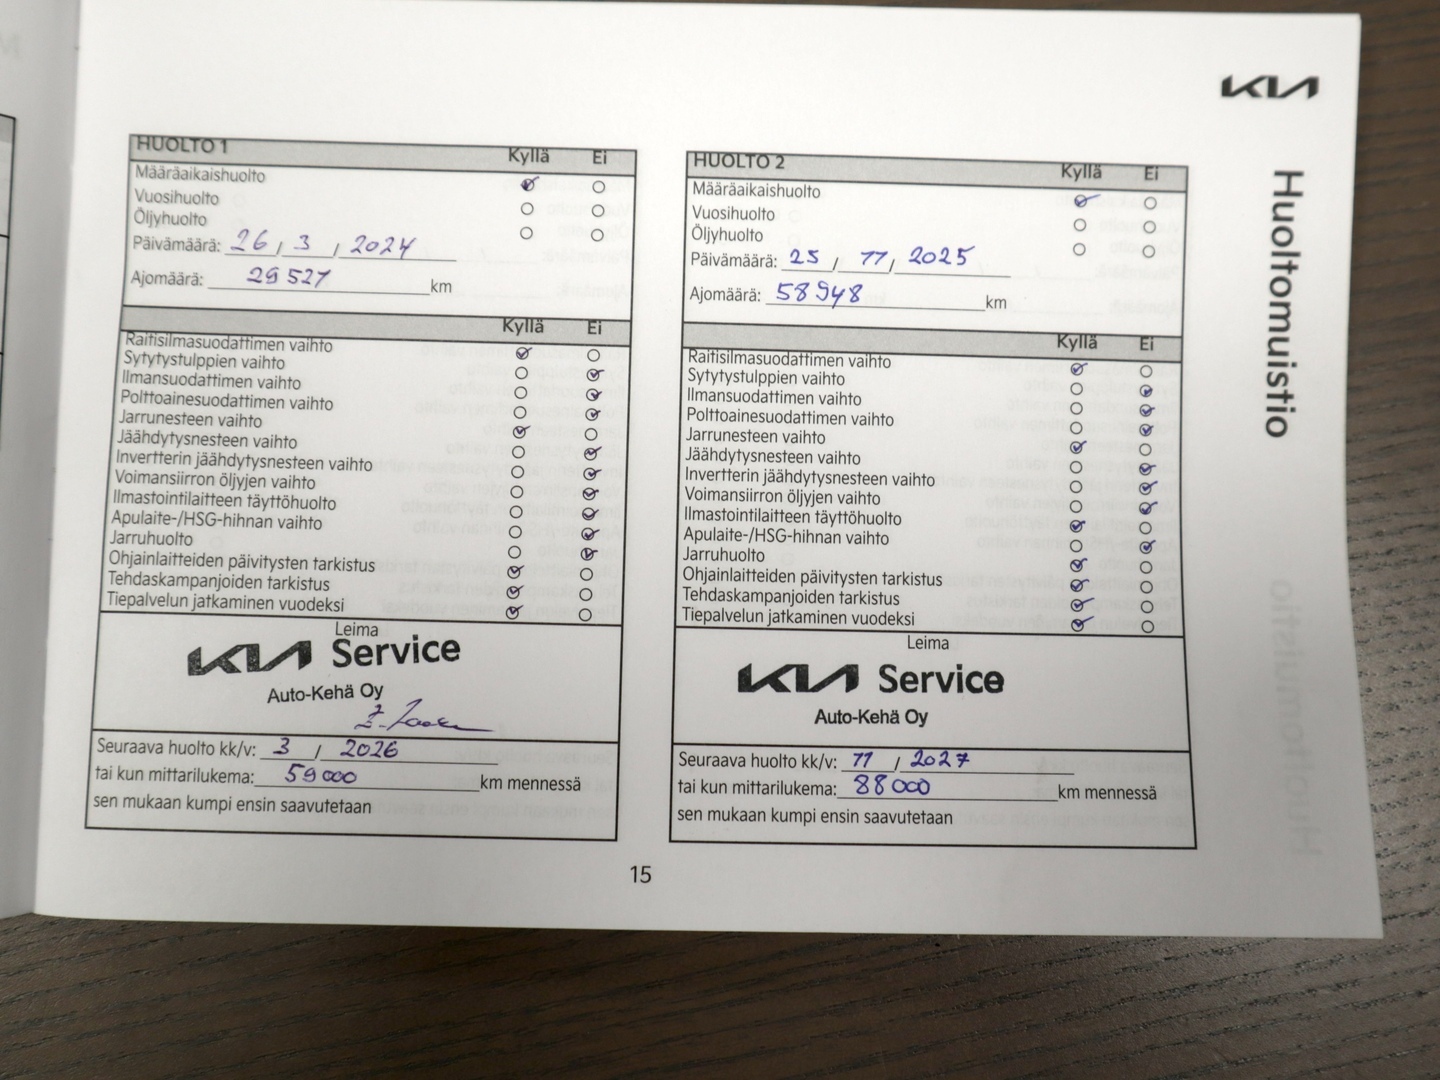 KIA
Huoltomuistio
HUOLTO 1
Kyllä Ei
Määräaikaishuolto
Vuosihuolto
Öljyhuolto
Päivämäärä: 26 / 3 / 2024
Ajomäärä: 29 527 km
Kyllä Ei
Raitisilmasuodattimen vaihto
Sytytystulppien vaihto
Ilmansuodattimen vaihto
Polttoainesuodattimen vaihto
Jarrunesteen vaihto
Jäähdytysnesteen vaihto
Invertterin jäähdytysnesteen vaihto
Voimansiirron öljyjen vaihto
Ilmastointilaitteen täyttöhuolto
Apulaite-/HSG-hihnan vaihto
Jarruhuolto
Ohjainlaitteiden päivitysten tarkistus
Tehdaskampanjoiden tarkistus
Tiepalvelun jatkaminen vuodeksi
Leima
KIA Service
Auto-Kehä Oy
Seuraava huolto kk/v: 3 / 2026
tai kun mittarilukema: 59 000 km mennessä
sen mukaan kumpi ensin saavutetaan
HUOLTO 2
Kyllä Ei
Määräaikaishuolto
Vuosihuolto
Öljyhuolto
Päivämäärä: 25 / 11 / 2025
Ajomäärä: 58 948 km
Kyllä Ei
Raitisilmasuodattimen vaihto
Sytytystulppien vaihto
Ilmansuodattimen vaihto
Polttoainesuodattimen vaihto
Jarrunesteen vaihto
Jäähdytysnesteen vaihto
Invertterin jäähdytysnesteen vaihto
Voimansiirron öljyjen vaihto
Ilmastointilaitteen täyttöhuolto
Apulaite-/HSG-hihnan vaihto
Jarruhuolto
Ohjainlaitteiden päivitysten tarkistus
Tehdaskampanjoiden tarkistus
Tiepalvelun jatkaminen vuodeksi
Leima
KIA Service
Auto-Kehä Oy
Seuraava huolto kk/v: 11 / 2027
tai kun mittarilukema: 88 000 km mennessä
sen mukaan kumpi ensin saavutetaan
15